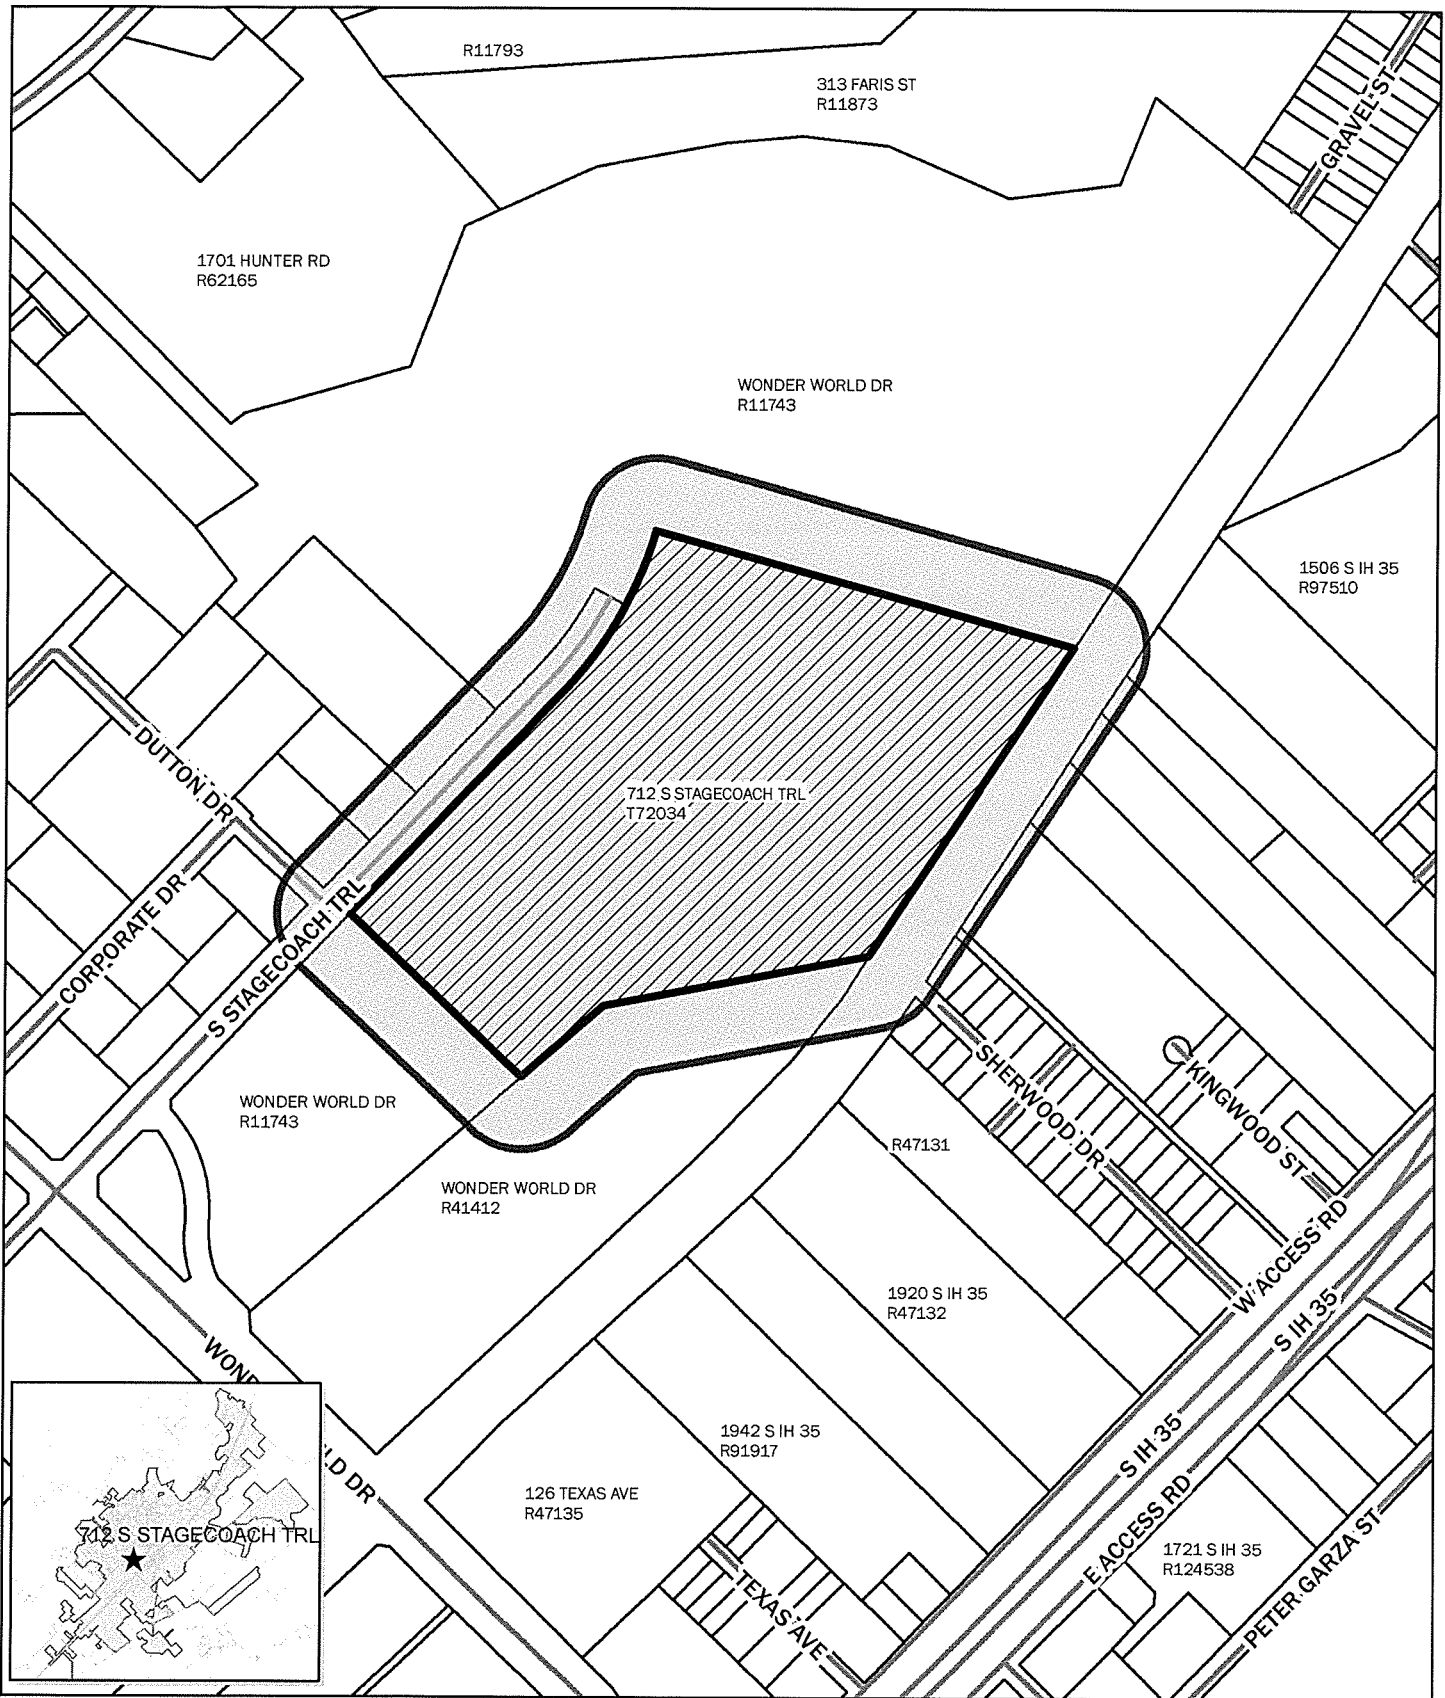 R11793
313 FARIS ST
R11873
GRAVEL ST
1701 HUNTER RD
R62165
WONDER WORLD DR
R11743
1506 S IH 35
R97510
DUTTON DR
712 S STAGECOACH TRL
T72034
CORPORATE DR
S STAGECOACH TRL
SHERWOOD DR
KINGWOOD ST
WONDER WORLD DR
R11743
R47131
WONDER WORLD DR
R41412
W ACCESS RD
1920 S IH 35
R47132
S IH 35
WOND
LD DR
1942 S IH 35
R91917
S IH 35
126 TEXAS AVE
R47135
E ACCESS RD
712 S STAGECOACH TRL
1721 S IH 35
R124538
TEXAS AVE
PETER GARZA ST